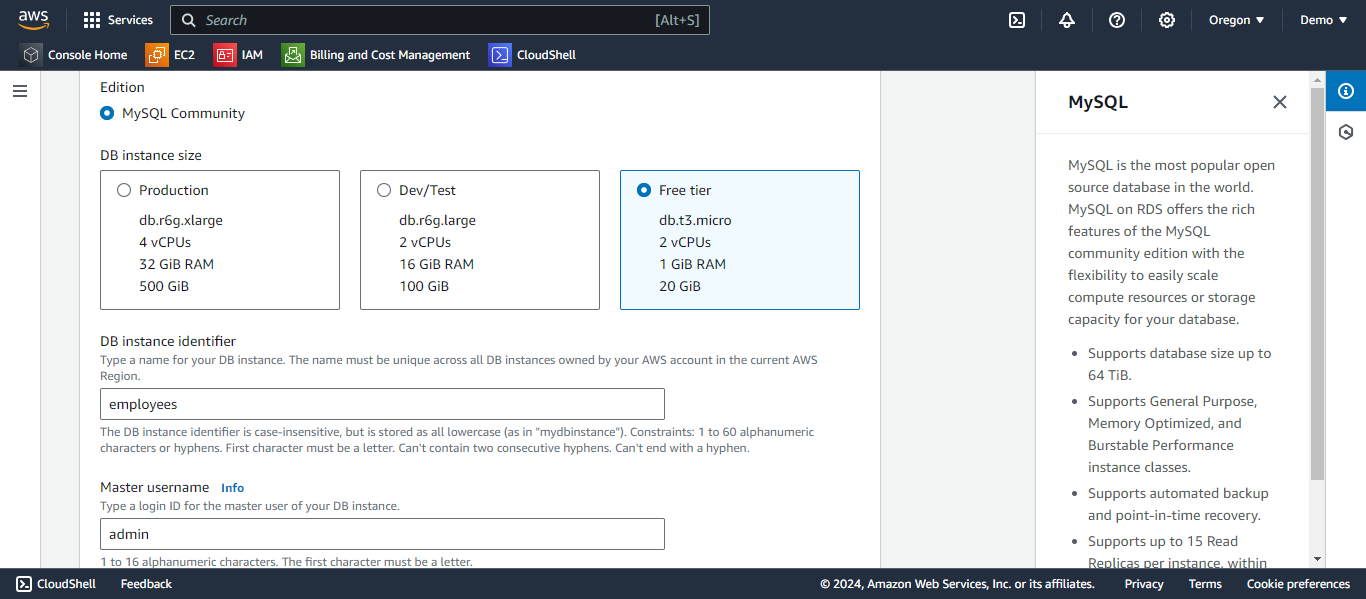 aws
Services
Search
[Alt+S]
Oregon
Demo
Console Home
EC2
IAM
Billing and Cost Management
CloudShell
Edition
MySQL Community
DB instance size
Production
db.r6g.xlarge
4 vCPUs
32 GiB RAM
500 GiB
Dev/Test
db.r6g.large
2 vCPUs
16 GiB RAM
100 GiB
Free tier
db.t3.micro
2 vCPUs
1 GiB RAM
20 GiB
DB instance identifier
Type a name for your DB instance. The name must be unique across all DB instances owned by your AWS account in the current AWS
Region.
employees
The DB instance identifier is case-insensitive, but is stored as all lowercase (as in "mydbinstance"). Constraints: 1 to 60 alphanumeric
characters or hyphens. First character must be a letter. Can't contain two consecutive hyphens. Can't end with a hyphen.
Master username Info
Type a login ID for the master user of your DB instance.
admin
1 to 16 alphanumeric characters. The first character must be a letter.
MySQL
MySQL is the most popular open
source database in the world.
MySQL on RDS offers the rich
features of the MySQL
community edition with the
flexibility to easily scale
compute resources or storage
capacity for your database.
• Supports database size up to
64 TiB.
• Supports General Purpose,
Memory Optimized, and
Burstable Performance
instance classes.
• Supports automated backup
and point-in-time recovery.
• Supports up to 15 Read
Replicas per instance, within
CloudShell
Feedback
© 2024, Amazon Web Services, Inc. or its affiliates.
Privacy
Terms
Cookie preferences